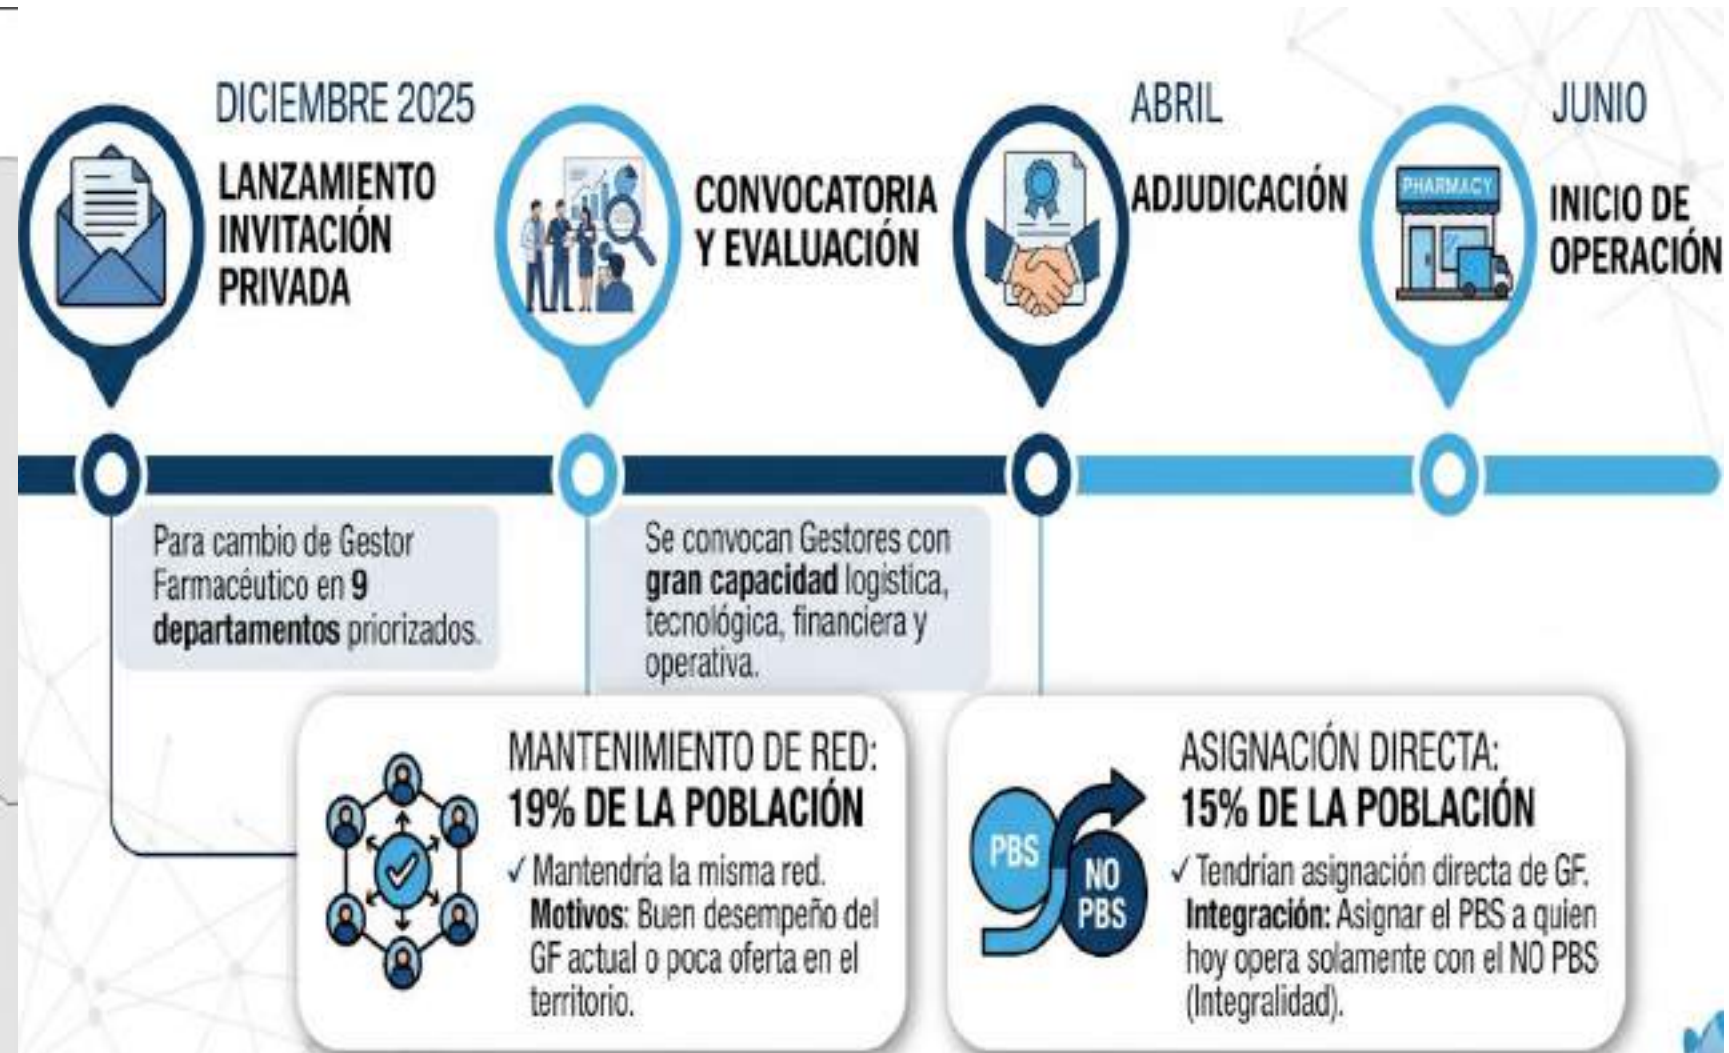 DICIEMBRE 2025
LANZAMIENTO
INVITACIÓN
PRIVADA
CONVOCATORIA
Y EVALUACIÓN
ABRIL
ADJUDICACIÓN
PHARMACY
JUNIO
INICIO DE
OPERACIÓN
Para cambio de Gestor
Farmacéutico en 9
departamentos priorizados.
Se convocan Gestores con
gran capacidad logística,
tecnológica, financiera y
operativa.
MANTENIMIENTO DE RED:
19% DE LA POBLACIÓN
✓ Mantendría la misma red.
Motivos: Buen desempeño del
GF actual o poca oferta en el
territorio.
PBS
NO
PBS
ASIGNACIÓN DIRECTA:
15% DE LA POBLACIÓN
✓ Tendrían asignación directa de GF.
Integración: Asignar el PBS a quien
hoy opera solamente con el NO PBS
(Integralidad).